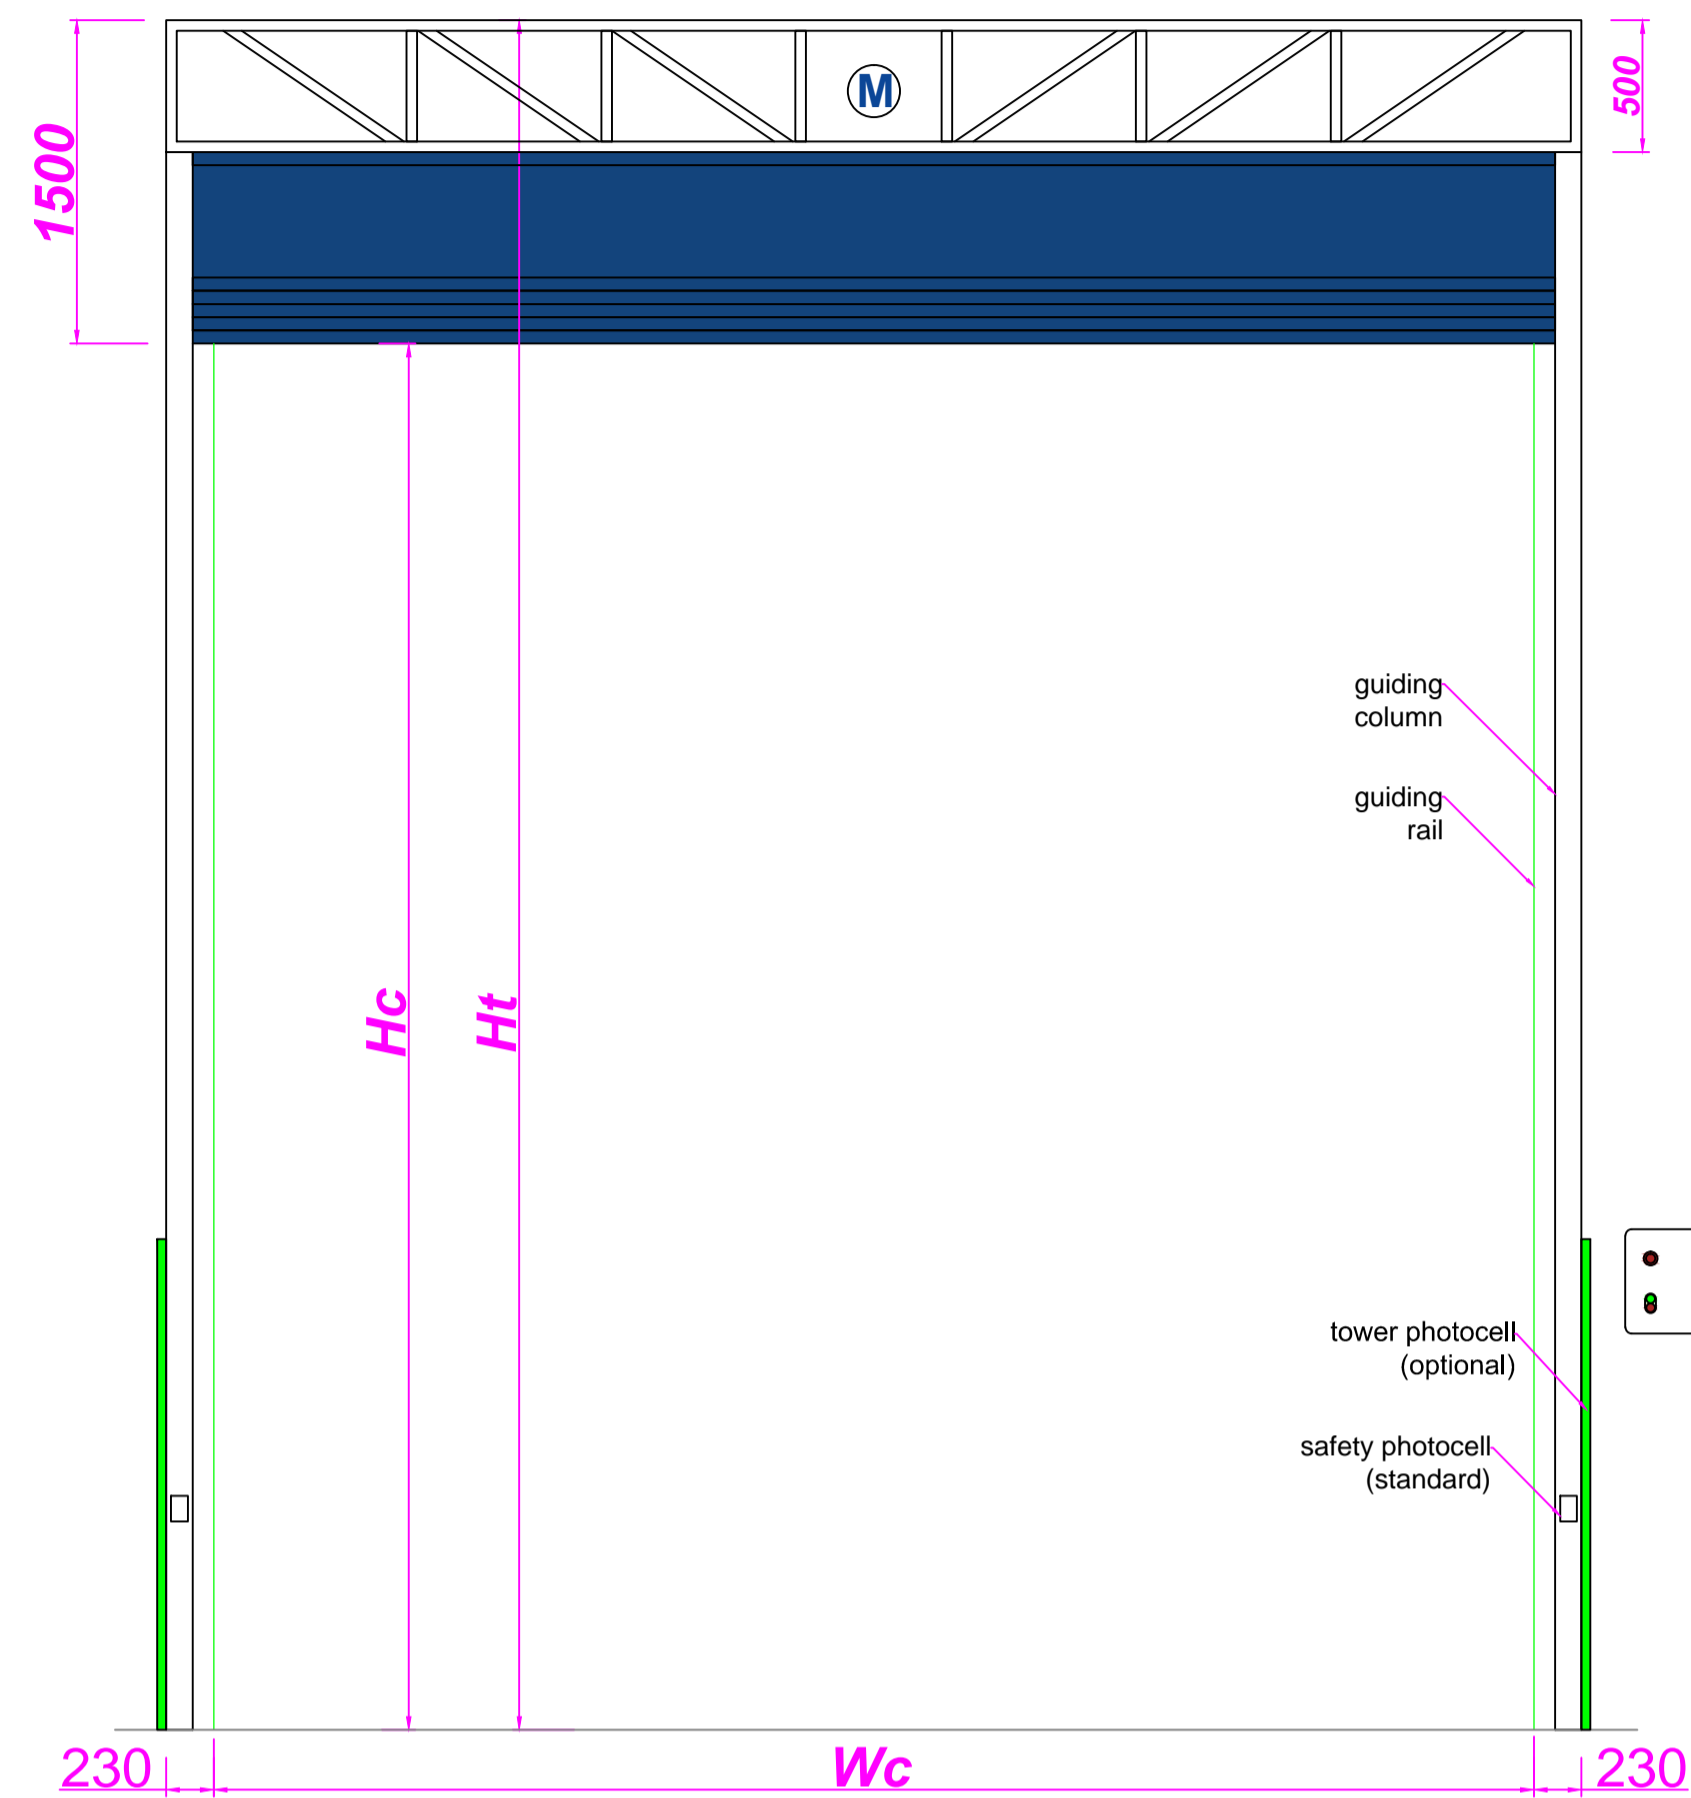 500
M
1500
guiding
column
guiding
rail
Hc
Ht
tower photocell
(optional)
safety photocell
(standard)
230
Wc
230